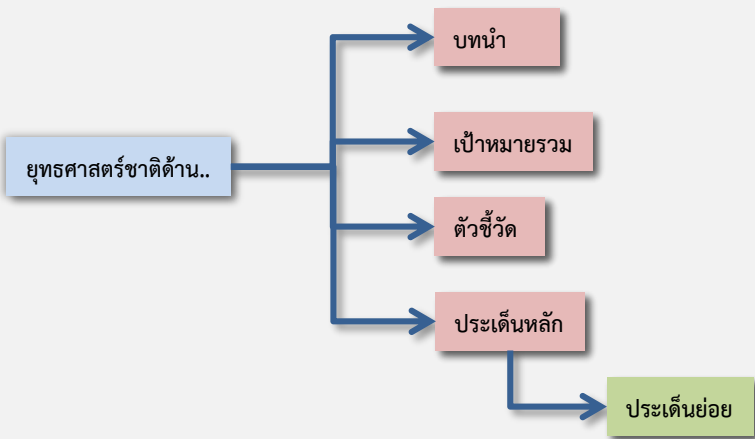 บทนำ
เป้าหมายรวม
ยุทธศาสตร์ชาติด้าน..
ตัวชี้วัด
ประเด็นหลัก
ประเด็นย่อย